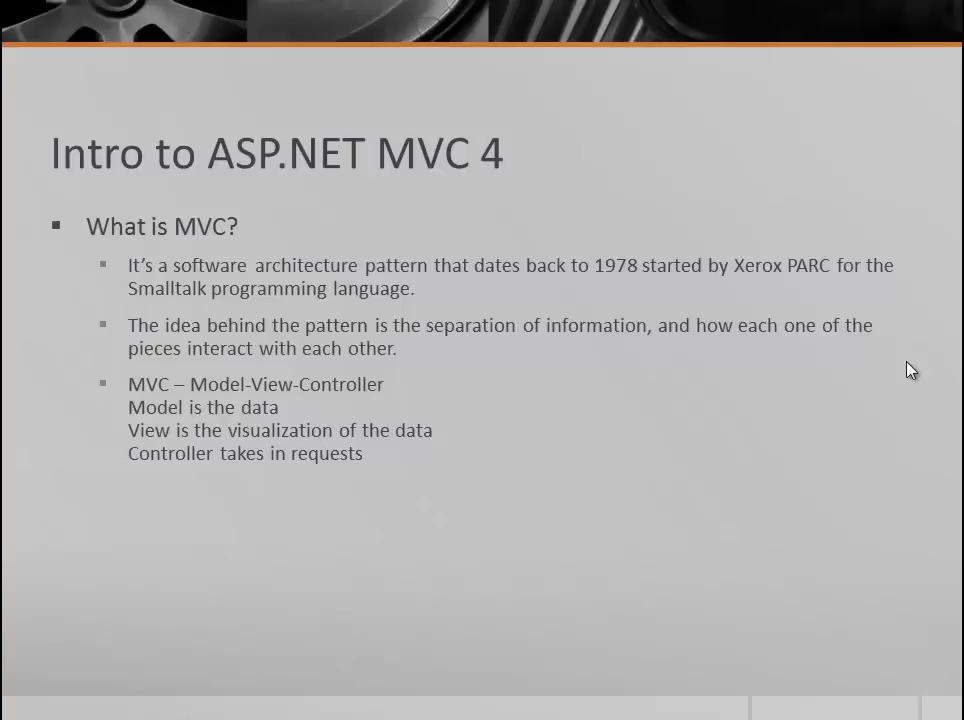 Intro to ASP.NET MVC 4
What is MVC?
It's a software architecture pattern that dates back to 1978 started by Xerox PARC for the
Smalltalk programming language.
The idea behind the pattern is the separation of information, and how each one of the
pieces interact with each other.
MVC – Model-View-Controller
Model is the data
View is the visualization of the data
Controller takes in requests